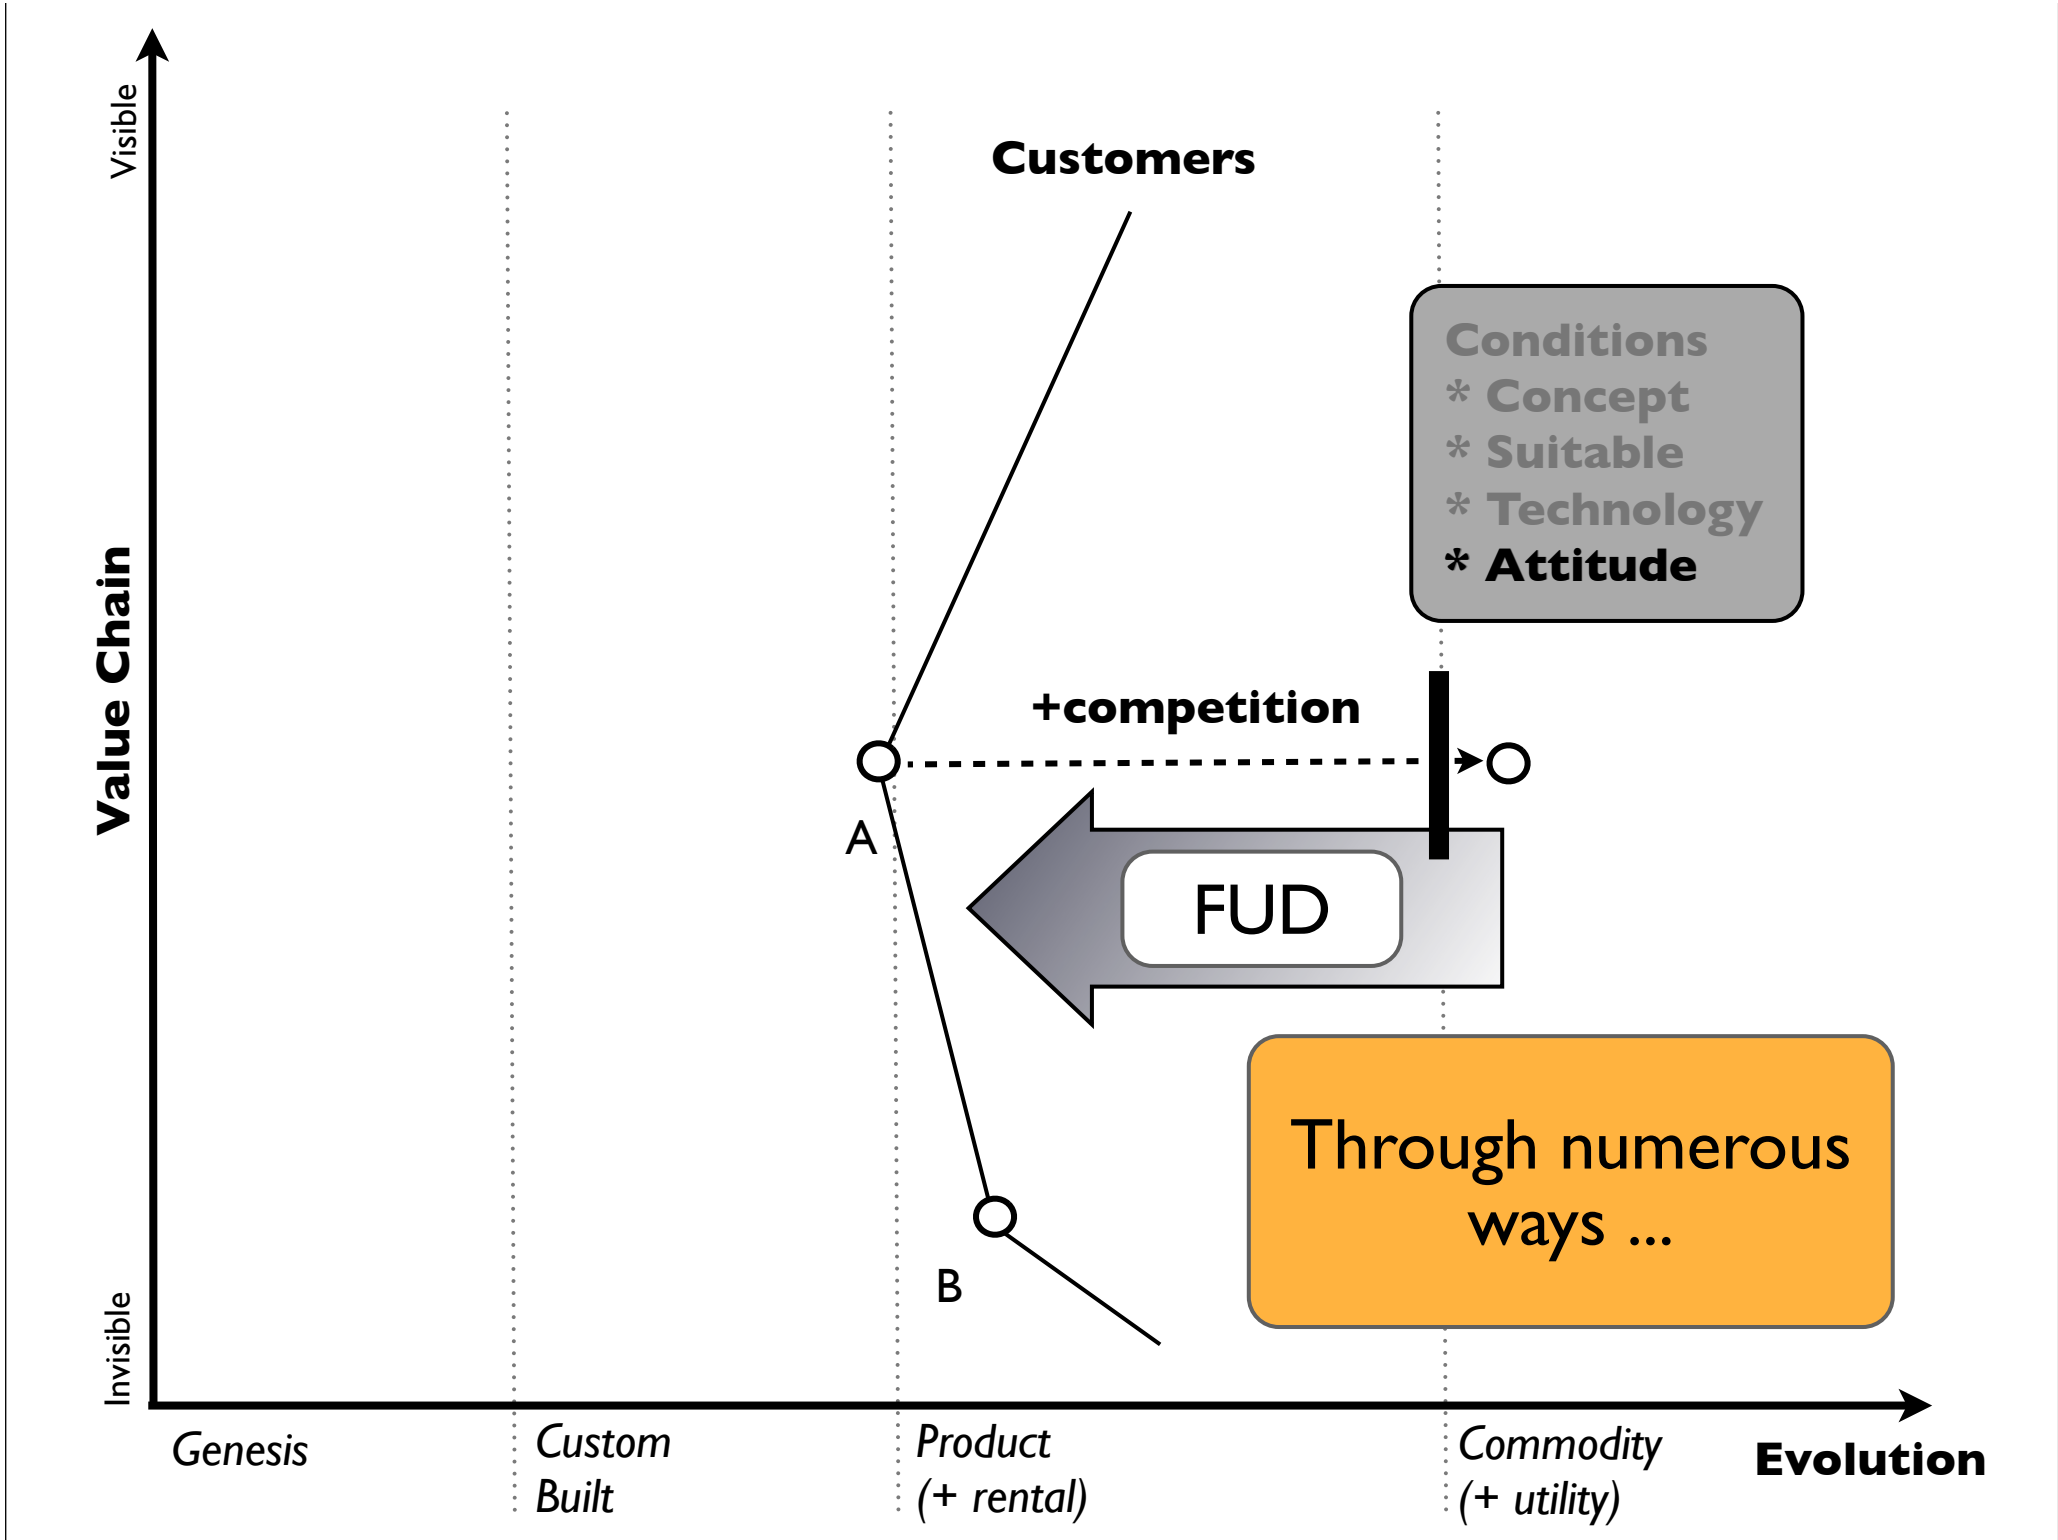 Visible
Customers
Conditions
* Concept
* Suitable
* Technology
* Attitude
Value Chain
+competition
A
FUD
Through numerous
ways ...
B
Invisible
Genesis
Custom
Built
Product
(+ rental)
Commodity
(+ utility)
Evolution